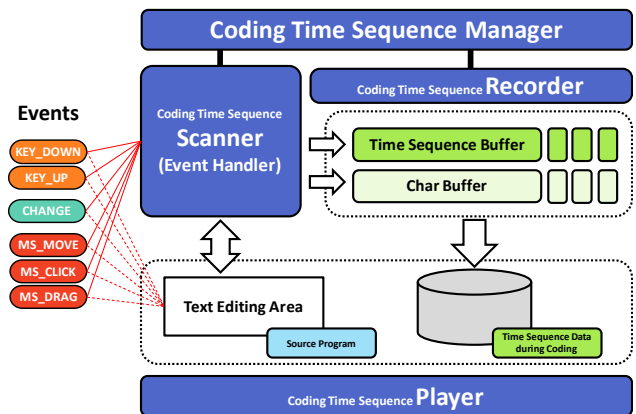 Coding Time Sequence Manager
Coding Time Sequence Recorder
Coding Time Sequence
Scanner
(Event Handler)
Events
KEY_DOWN
KEY_UP
CHANGE
MS_MOVE
MS_CLICK
MS_DRAG
Time Sequence Buffer
Char Buffer
Text Editing Area
Source Program
Time Sequence Data
during Coding
Coding Time Sequence Player